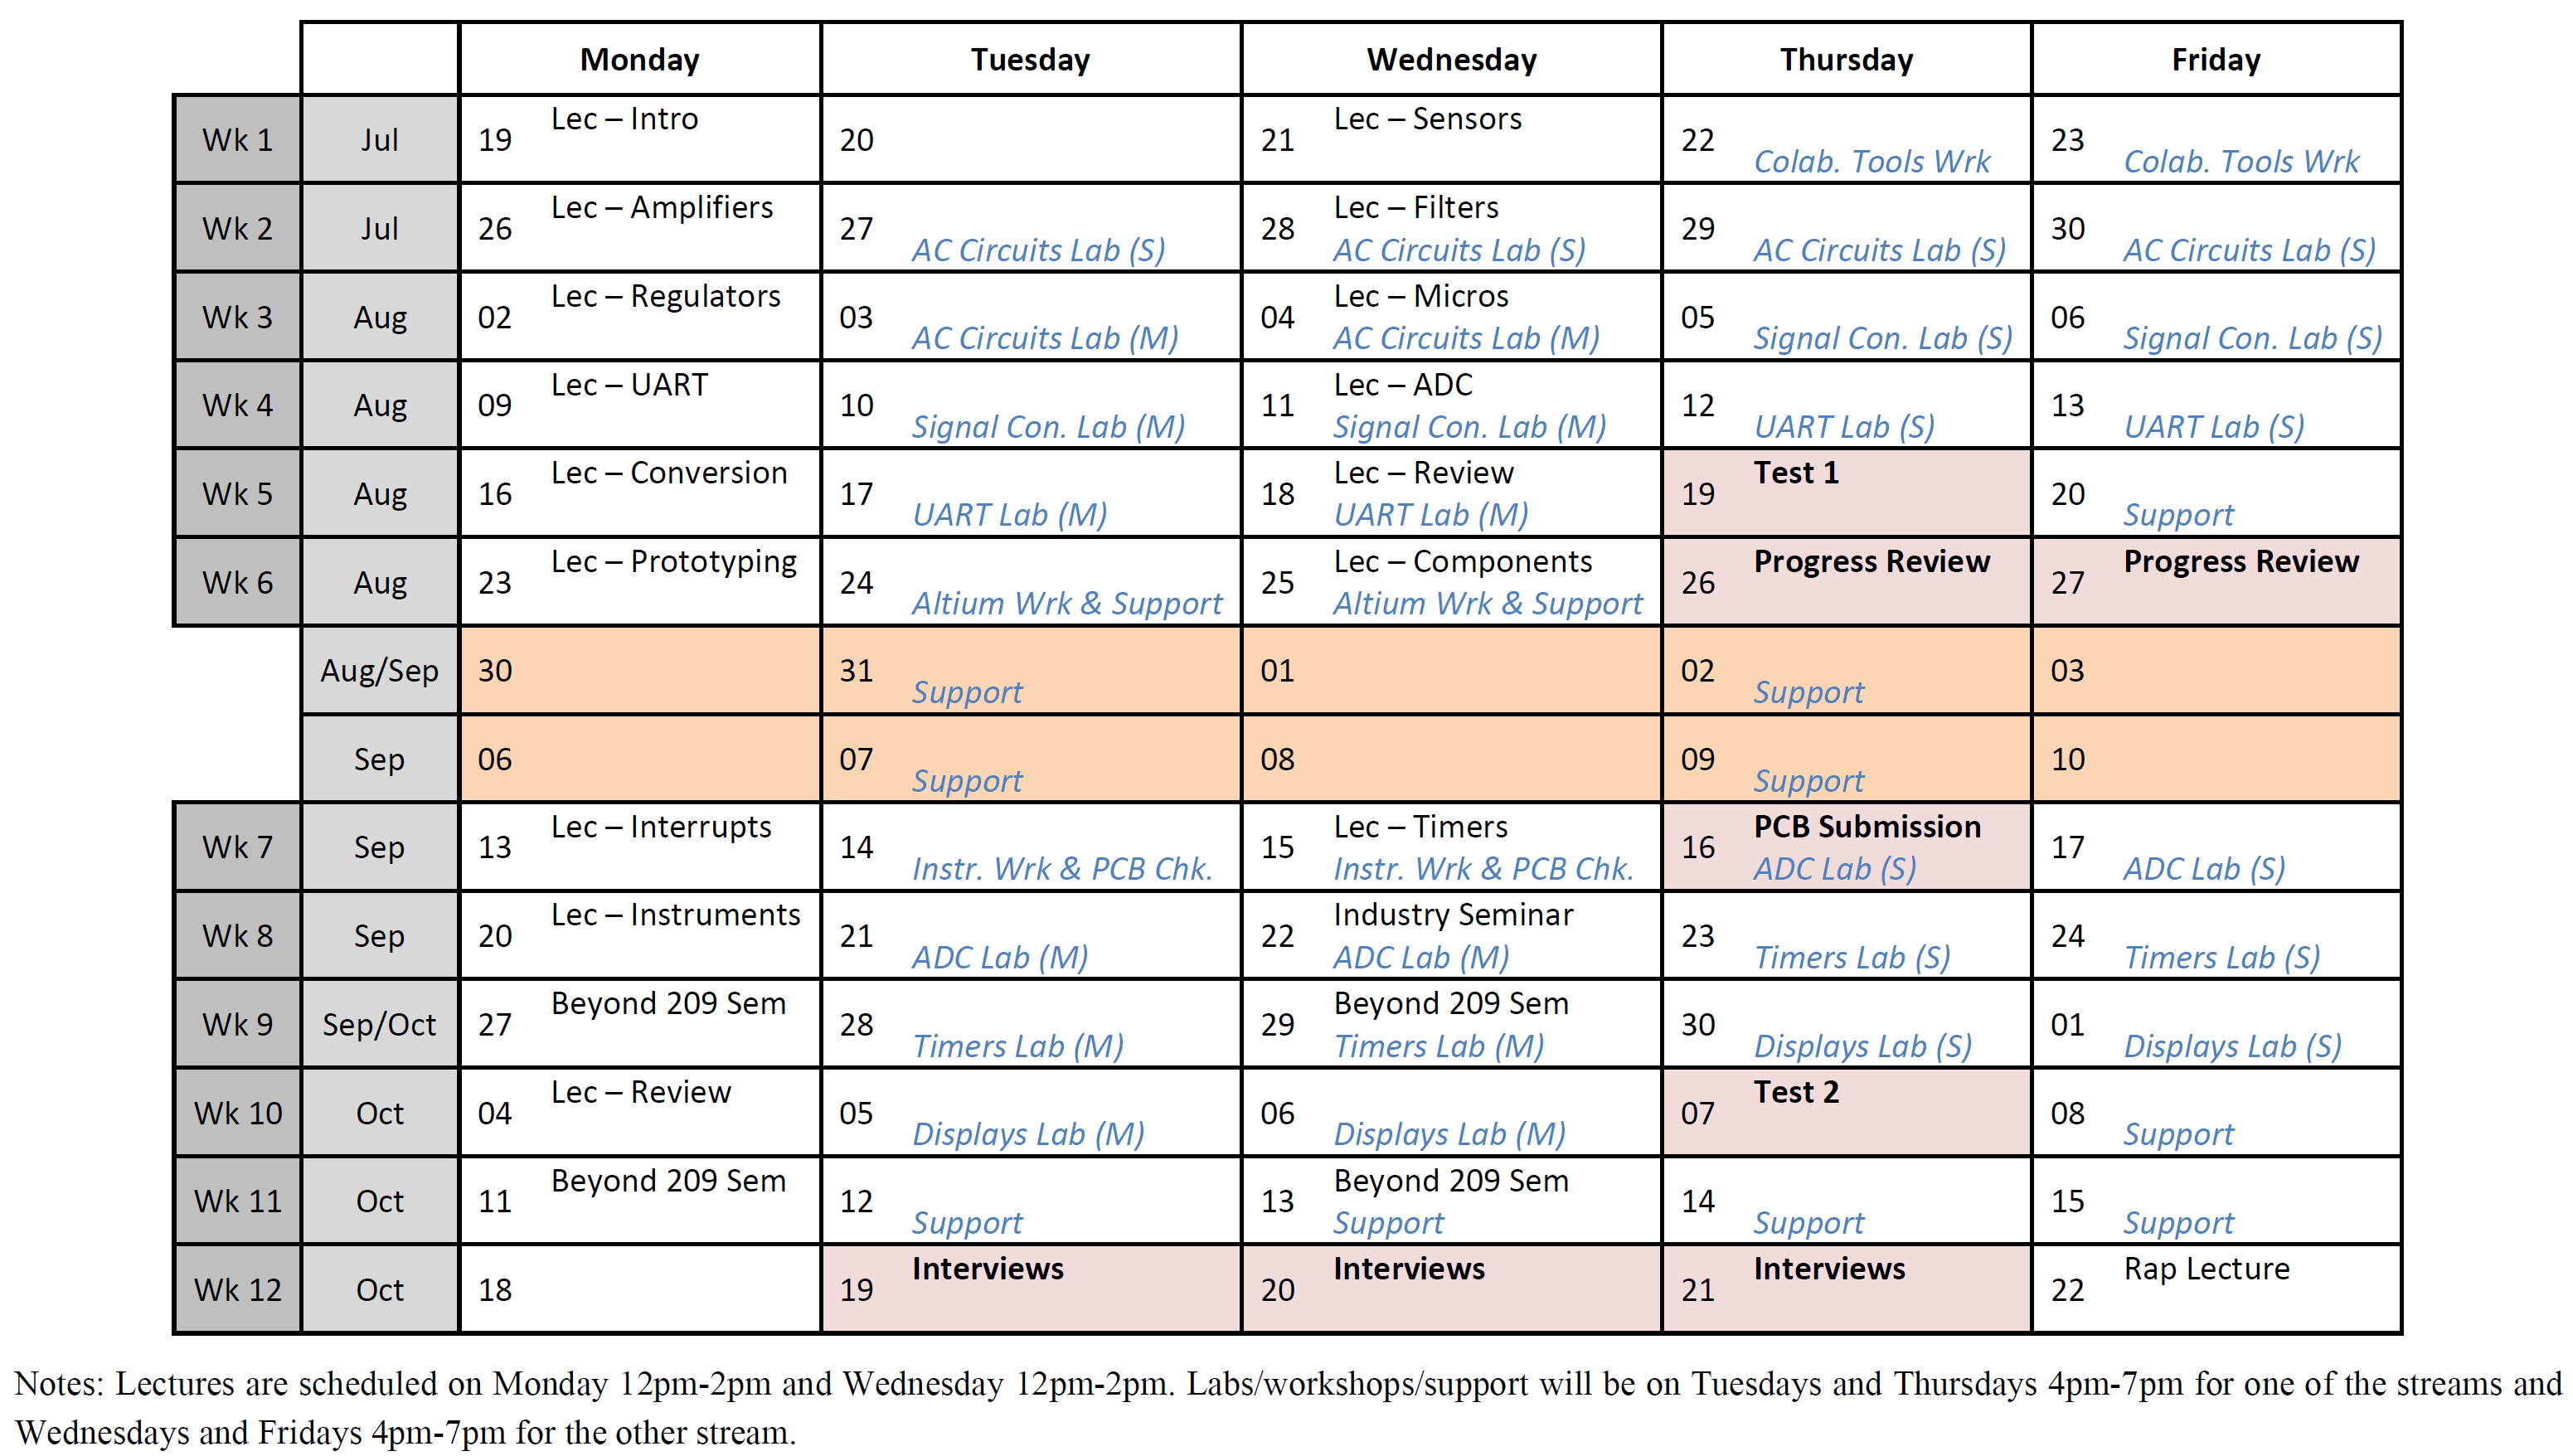 Monday Tuesday Wednesday Thursday Friday
Wk 1 Jul 19 Lec – Intro 20 21 Lec – Sensors 22 Colab. Tools Wrk 23 Colab. Tools Wrk
Wk 2 Jul 26 Lec – Amplifiers 27 AC Circuits Lab (S) 28 Lec – Filters AC Circuits Lab (S) 29 AC Circuits Lab (S) 30 AC Circuits Lab (S)
Wk 3 Aug 02 Lec – Regulators 03 AC Circuits Lab (M) 04 Lec – Micros AC Circuits Lab (M) 05 Signal Con. Lab (S) 06 Signal Con. Lab (S)
Wk 4 Aug 09 Lec – UART 10 Signal Con. Lab (M) 11 Lec – ADC Signal Con. Lab (M) 12 UART Lab (S) 13 UART Lab (S)
Wk 5 Aug 16 Lec – Conversion 17 UART Lab (M) 18 Lec – Review UART Lab (M) 19 Test 1 20 Support
Wk 6 Aug 23 Lec – Prototyping 24 Altium Wrk & Support 25 Lec – Components Altium Wrk & Support 26 Progress Review 27 Progress Review
Aug/Sep 30 31 Support 01 02 Support 03
Sep 06 07 Support 08 09 Support 10
Wk 7 Sep 13 Lec – Interrupts 14 Instr. Wrk & PCB Chk. 15 Lec – Timers Instr. Wrk & PCB Chk. 16 PCB Submission ADC Lab (S) 17 ADC Lab (S)
Wk 8 Sep 20 Lec – Instruments 21 ADC Lab (M) 22 Industry Seminar ADC Lab (M) 23 Timers Lab (S) 24 Timers Lab (S)
Wk 9 Sep/Oct 27 Beyond 209 Sem 28 Timers Lab (M) 29 Beyond 209 Sem Timers Lab (M) 30 Displays Lab (S) 01 Displays Lab (S)
Wk 10 Oct 04 Lec – Review 05 Displays Lab (M) 06 Displays Lab (M) 07 Test 2 08 Support
Wk 11 Oct 11 Beyond 209 Sem 12 Support 13 Beyond 209 Sem Support 14 Support 15 Support
Wk 12 Oct 18 19 Interviews 20 Interviews 21 Interviews 22 Rap Lecture
Notes: Lectures are scheduled on Monday 12pm-2pm and Wednesday 12pm-2pm. Labs/workshops/support will be on Tuesdays and Thursdays 4pm-7pm for one of the streams and
Wednesdays and Fridays 4pm-7pm for the other stream.